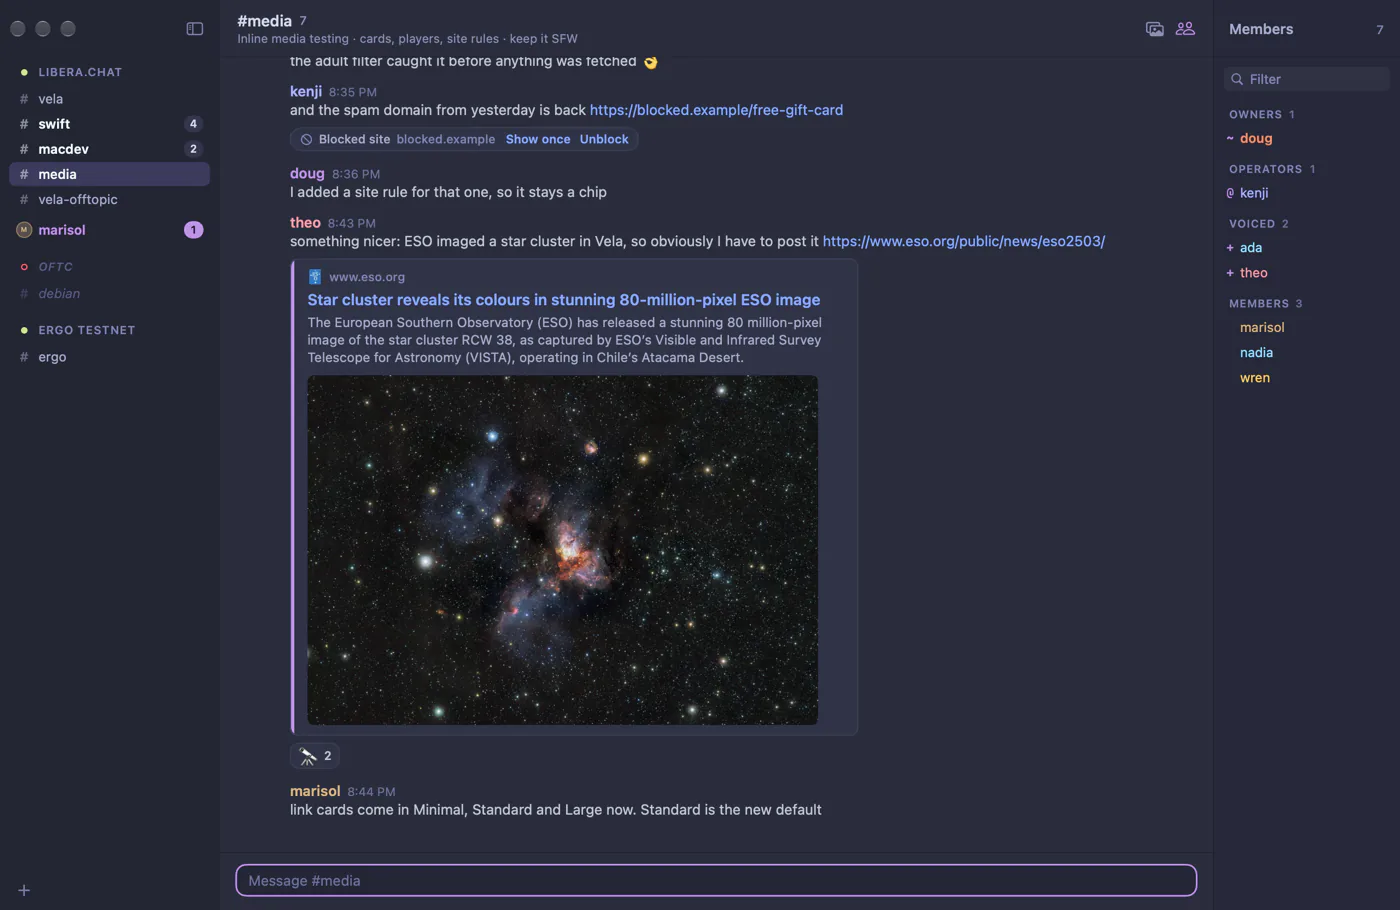 LIBERA.CHAT
# vela
# swift 4
# macdev 2
# media
# vela-offtopic
M marisol 1
OFTC
# debian
ERGO TESTNET
# ergo
+
#media 7
Inline media testing · cards, players, site rules · keep it SFW
the adult filter caught it before anything was fetched 👌
kenji 8:35 PM
and the spam domain from yesterday is back https://blocked.example/free-gift-card
Blocked site blocked.example Show once Unblock
doug 8:36 PM
I added a site rule for that one, so it stays a chip
theo 8:43 PM
something nicer: ESO imaged a star cluster in Vela, so obviously I have to post it https://www.eso.org/public/news/eso2503/
www.eso.org
Star cluster reveals its colours in stunning 80-million-pixel ESO image
The European Southern Observatory (ESO) has released a stunning 80 million-pixel
image of the star cluster RCW 38, as captured by ESO’s Visible and Infrared Survey
Telescope for Astronomy (VISTA), operating in Chile’s Atacama Desert.
🔭 2
marisol 8:44 PM
link cards come in Minimal, Standard and Large now. Standard is the new default
Message #media
Members 7
Filter
OWNERS 1
~ doug
OPERATORS 1
@ kenji
VOICED 2
+ ada
+ theo
MEMBERS 3
marisol
nadia
wren